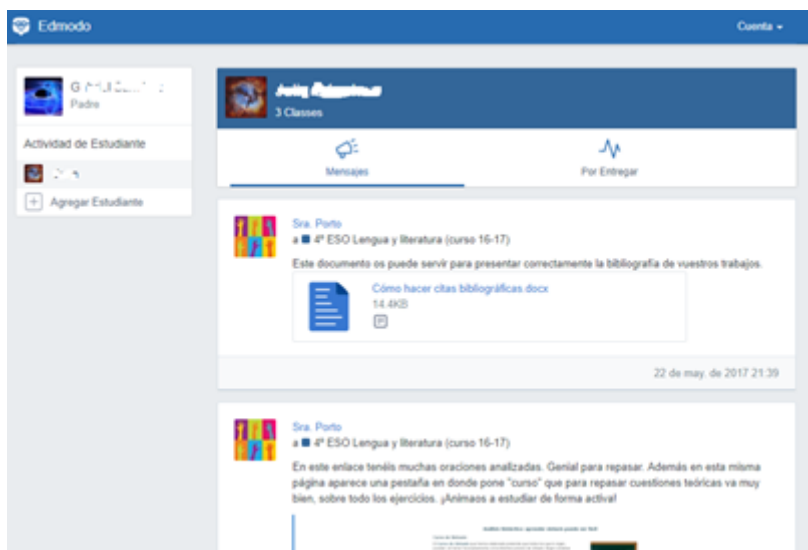 Edmodo
Cuenta
Padre
Actividad de Estudiante
Agregar Estudiante
3 Classes
Mensajes
Por Entregar
Sra. Porto
a 4º ESO Lengua y literatura (curso 16-17)
Este documento os puede servir para presentar correctamente la bibliografía de vuestros trabajos.
Cómo hacer citas bibliográficas docx
14.4KB
22 de may. de 2017 21:39
Sra. Porto
a 4º ESO Lengua y literatura (curso 16-17)
En este enlace tenéis muchas oraciones analizadas. Genial para repasar. Además en esta misma
página aparece una pestaña en donde pone "curso" que para repasar cuestiones teóricas va muy
bien, sobre todo los ejercicios. ¡Animaos a estudiar de forma activa!